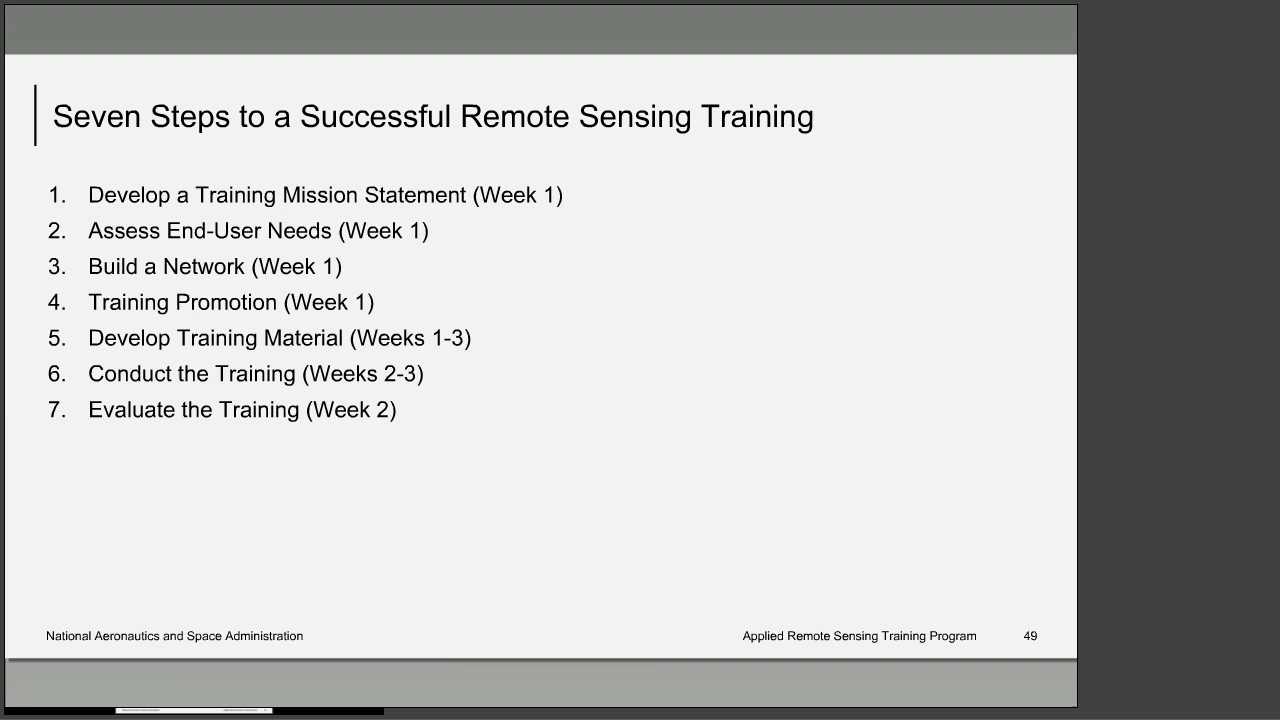 Seven Steps to a Successful Remote Sensing Training
1. Develop a Training Mission Statement (Week 1)
2. Assess End-User Needs (Week 1)
3. Build a Network (Week 1)
4. Training Promotion (Week 1)
5. Develop Training Material (Weeks 1-3)
6. Conduct the Training (Weeks 2-3)
7. Evaluate the Training (Week 2)
National Aeronautics and Space Administration
Applied Remote Sensing Training Program 49